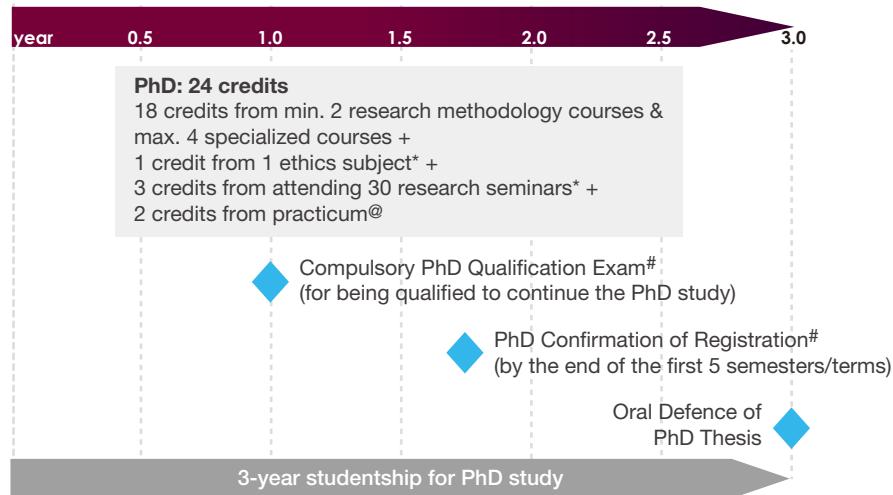 year 0.5 1.0 1.5 2.0 2.5 3.0
PhD: 24 credits
18 credits from min. 2 research methodology courses &
max. 4 specialized courses +
1 credit from 1 ethics subject* +
3 credits from attending 30 research seminars* +
2 credits from practicum@
Compulsory PhD Qualification Exam#
(for being qualified to continue the PhD study)
PhD Confirmation of Registration#
(by the end of the first 5 semesters/terms)
Oral Defence of
PhD Thesis
3-year studentship for PhD study